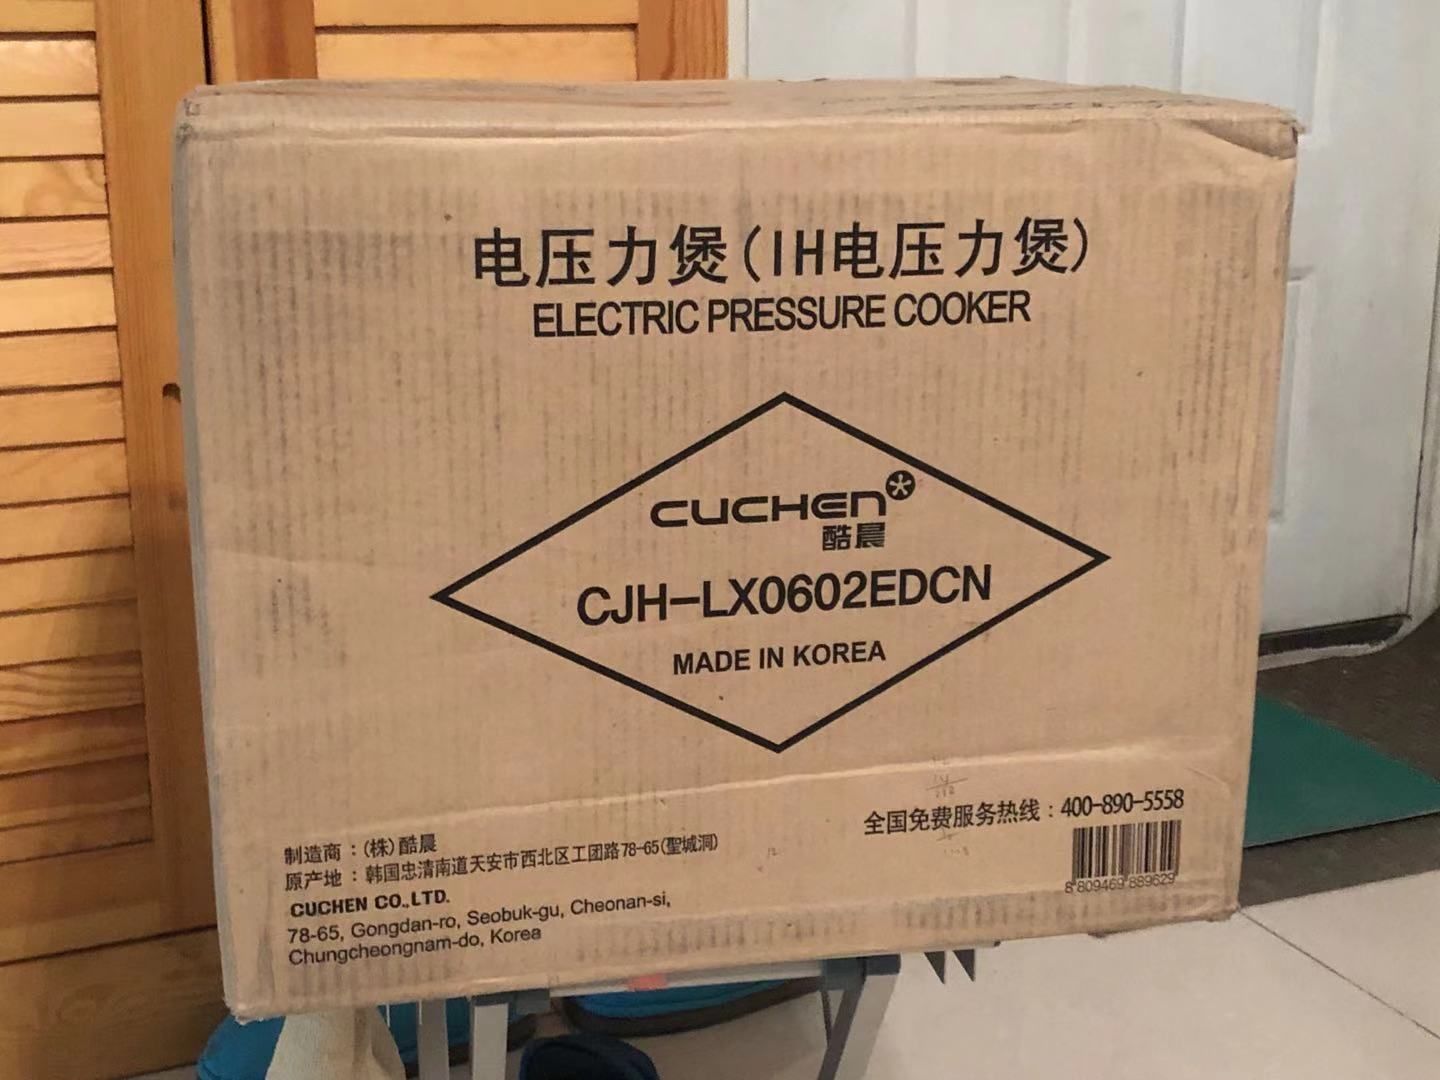 电压力煲(IH电压力煲)
ELECTRIC PRESSURE COOKER
CUCHEN
酷晨
CJH-LX0602EDCN
MADE IN KOREA
全国免费服务热线：400-890-5558
8 809469 889629
制造商：(株)酷晨
原产地：韩国忠清南道天安市西北区工团路78-65(聖城洞)
CUCHEN CO.,LTD.
78-65, Gongdan-ro, Seobuk-gu, Cheonan-si,
Chungcheongnam-do, Korea